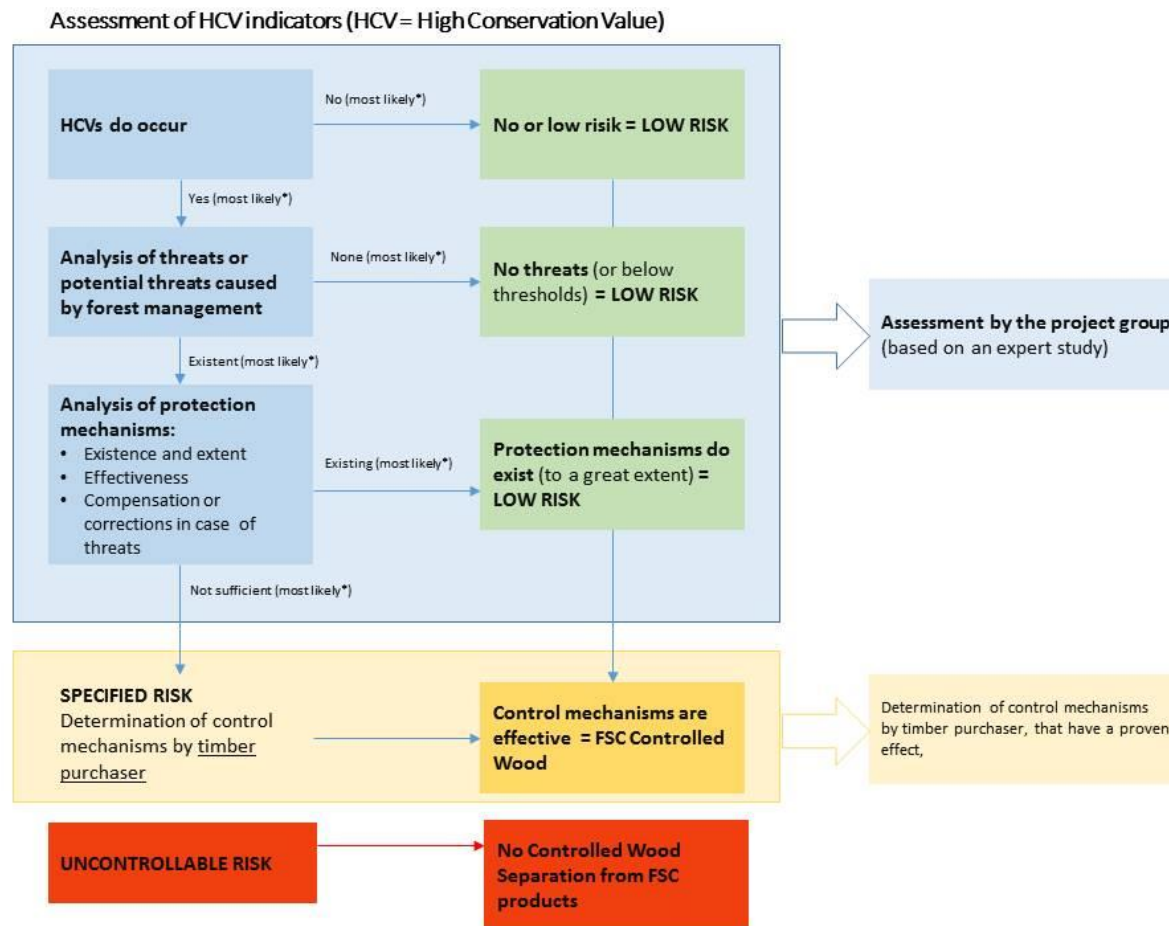 Assessment of HCV indicators (HCV = High Conservation Value)
HCVs do occur
No (most likely*)
No or low risik = LOW RISK
Yes (most likely*)
Analysis of threats or
potential threats caused
by forest management
None (most likely*)
No threats (or below
thresholds) = LOW RISK
Assessment by the project group
(based on an expert study)
Existent (most likely*)
Analysis of protection
mechanisms:
• Existence and extent
• Effectiveness
• Compensation or
corrections in case of
threats
Existing (most likely*)
Protection mechanisms do
exist (to a great extent) =
LOW RISK
Not sufficient (most likely*)
SPECIFIED RISK
Determination of control
mechanisms by timber
purchaser
Control mechanisms are
effective = FSC Controlled
Wood
Determination of control mechanisms
by timber purchaser, that have a proven
effect,
UNCONTROLLABLE RISK
No Controlled Wood
Separation from FSC
products